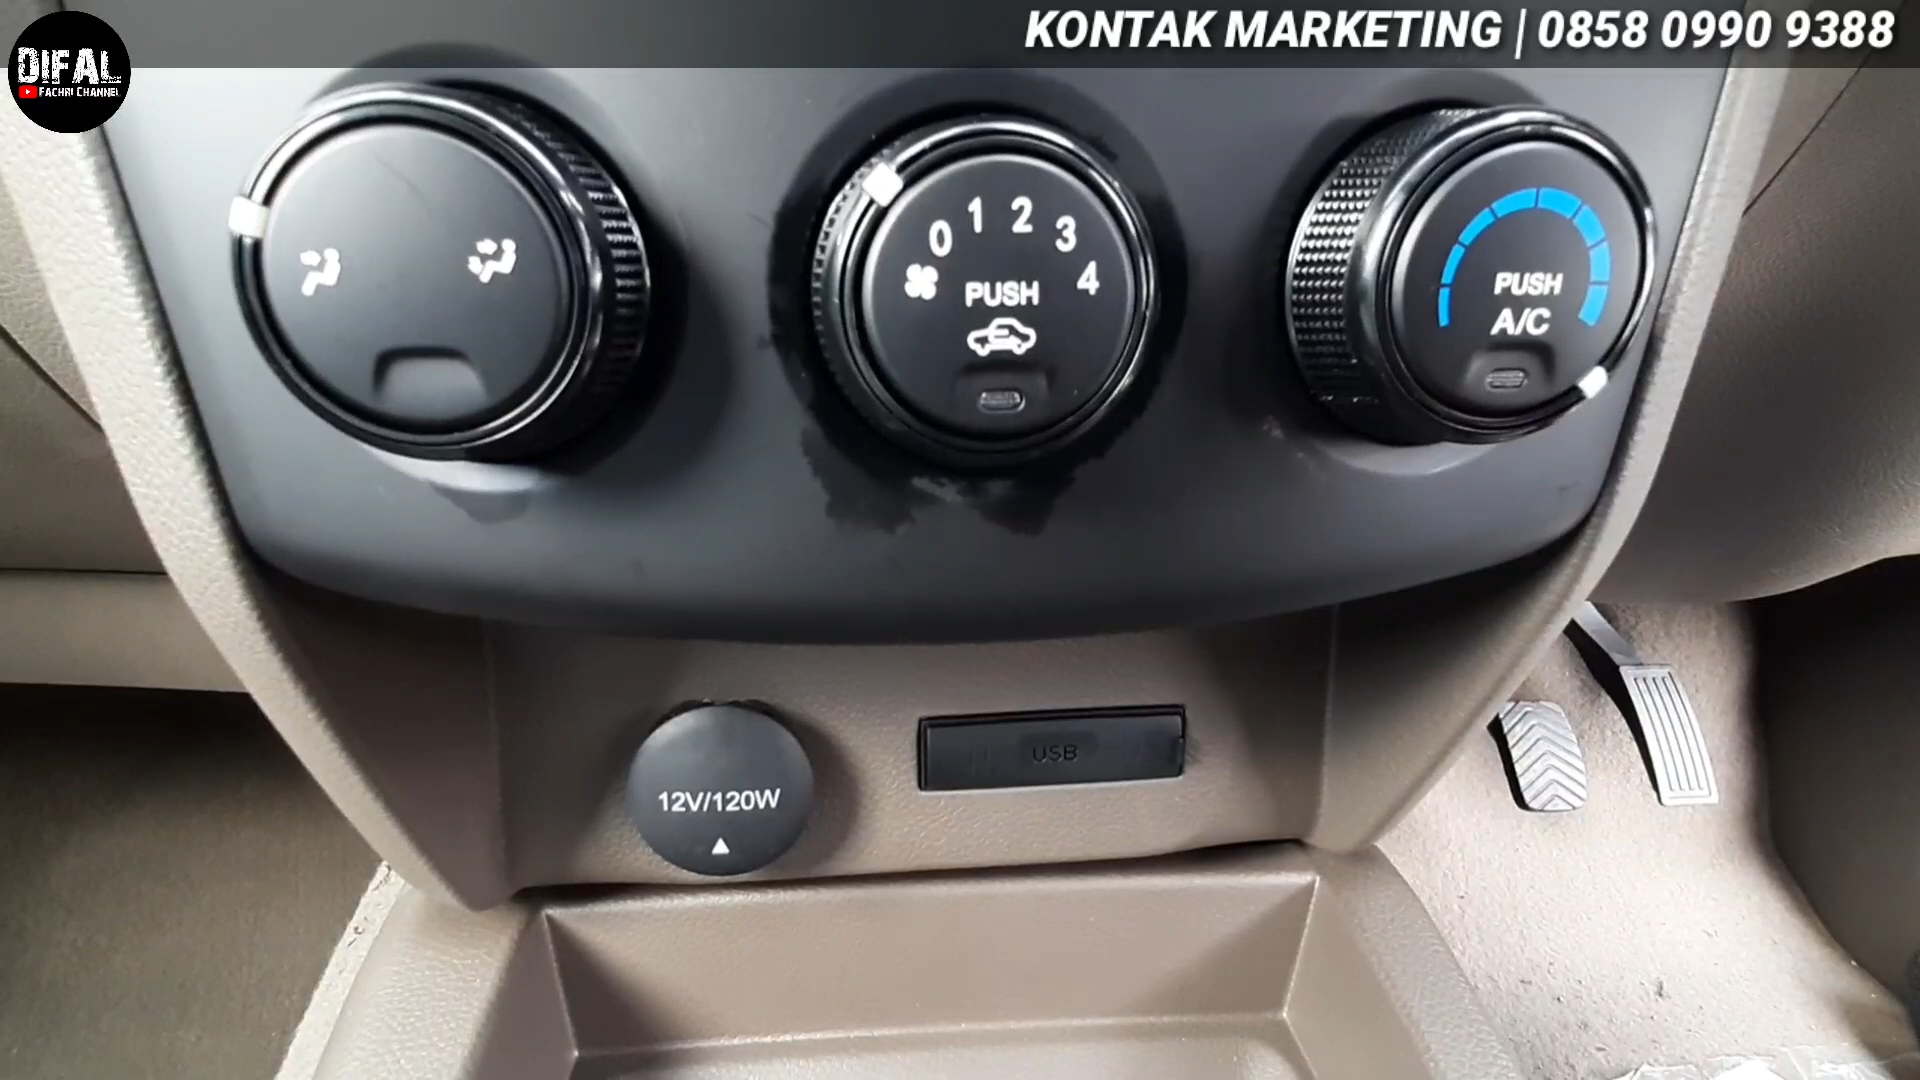 KONTAK MARKETING | 0858 0990 9388
DIFAL
FACHRI CHANNEL
0 1 2 3 4
PUSH
PUSH
A/C
12V/120W
USB